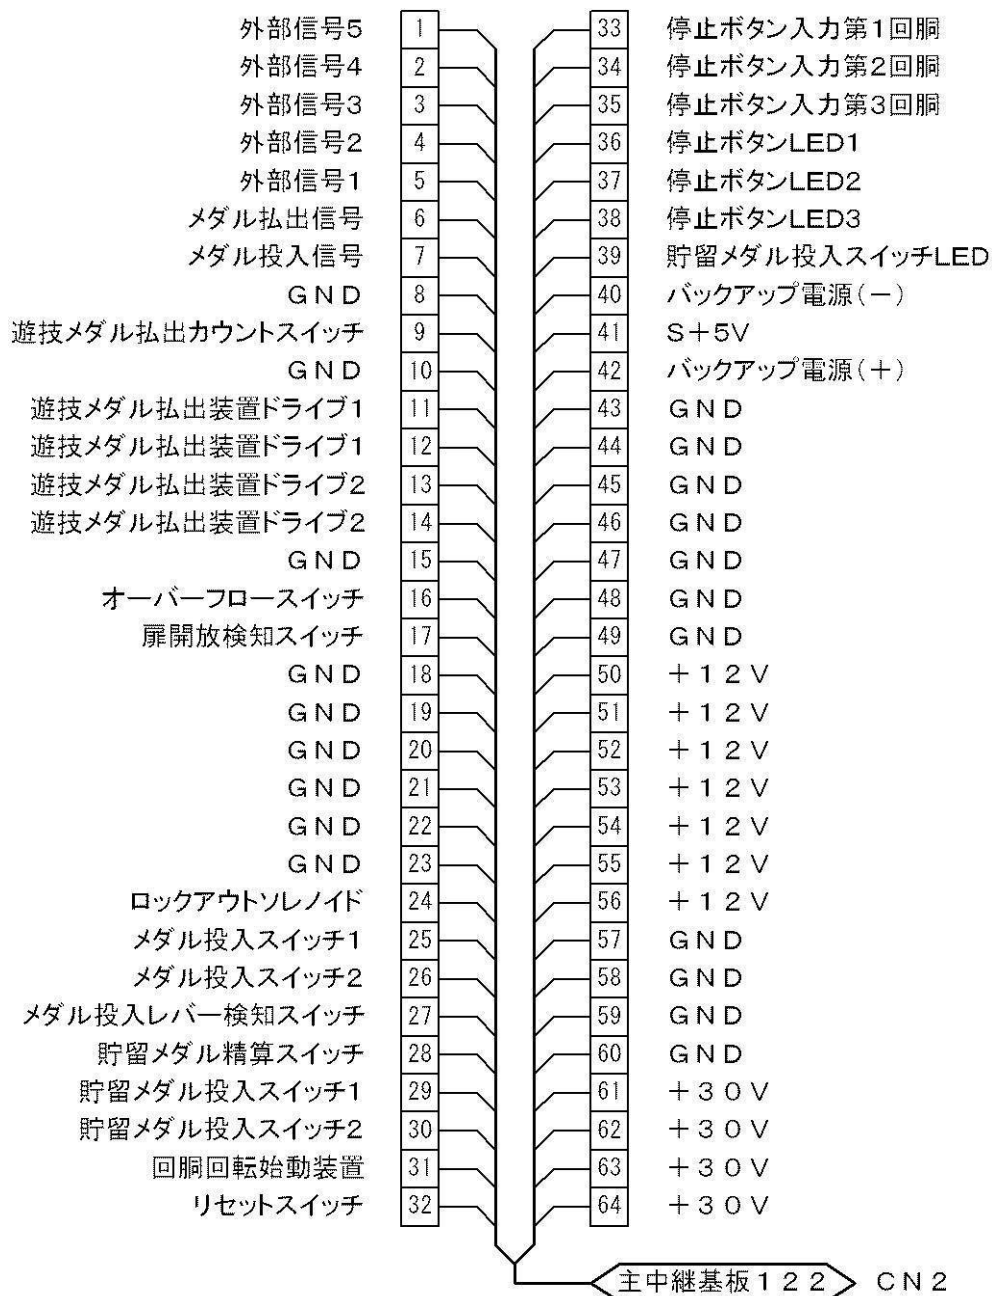 外部信号5 1
外部信号4 2
外部信号3 3
外部信号2 4
外部信号1 5
メダル払出信号 6
メダル投入信号 7
GND 8
遊技メダル払出カウントスイッチ 9
GND 10
遊技メダル払出装置ドライブ1 11
遊技メダル払出装置ドライブ1 12
遊技メダル払出装置ドライブ2 13
遊技メダル払出装置ドライブ2 14
GND 15
オーバーフロースイッチ 16
扉開放検知スイッチ 17
GND 18
GND 19
GND 20
GND 21
GND 22
GND 23
ロックアウトソレノイド 24
メダル投入スイッチ1 25
メダル投入スイッチ2 26
メダル投入レバー検知スイッチ 27
貯留メダル精算スイッチ 28
貯留メダル投入スイッチ1 29
貯留メダル投入スイッチ2 30
回胴回転始動装置 31
リセットスイッチ 32
33 停止ボタン入力第1回胴
34 停止ボタン入力第2回胴
35 停止ボタン入力第3回胴
36 停止ボタンLED1
37 停止ボタンLED2
38 停止ボタンLED3
39 貯留メダル投入スイッチLED
40 バックアップ電源(－)
41 S+5V
42 バックアップ電源(＋)
43 GND
44 GND
45 GND
46 GND
47 GND
48 GND
49 GND
50 ＋12V
51 ＋12V
52 ＋12V
53 ＋12V
54 ＋12V
55 ＋12V
56 ＋12V
57 GND
58 GND
59 GND
60 GND
61 ＋30V
62 ＋30V
63 ＋30V
64 ＋30V
主中継基板122 CN2